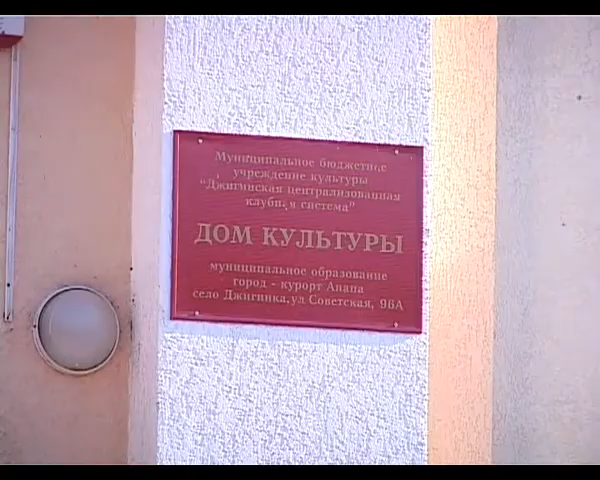 Муниципальное бюджетное
учреждение культуры
"Джигинская централизованная
клубная система"
ДОМ КУЛЬТУРЫ
муниципальное образование
город - курорт Анапа
село Джигинка, ул Советская, 96А